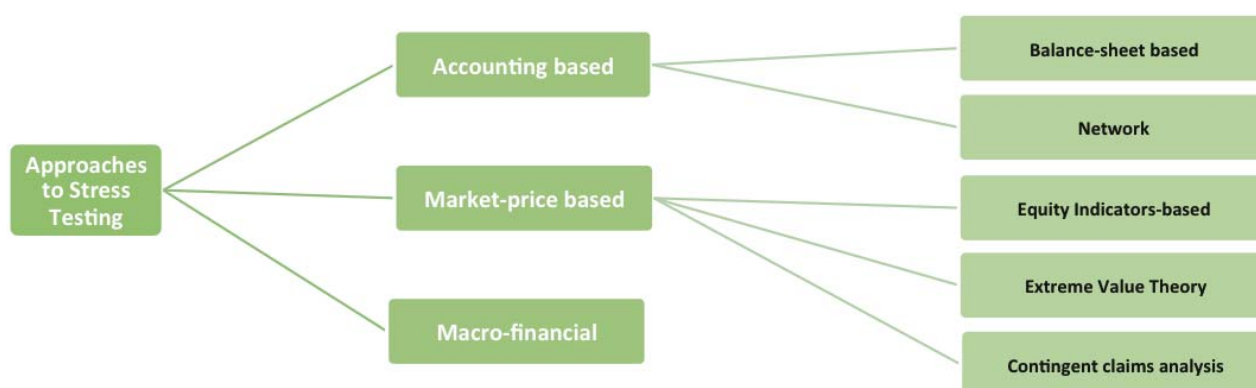 Approaches
to Stress
Testing
Accounting based
Market-price based
Macro-financial
Balance-sheet based
Network
Equity Indicators-based
Extreme Value Theory
Contingent claims analysis